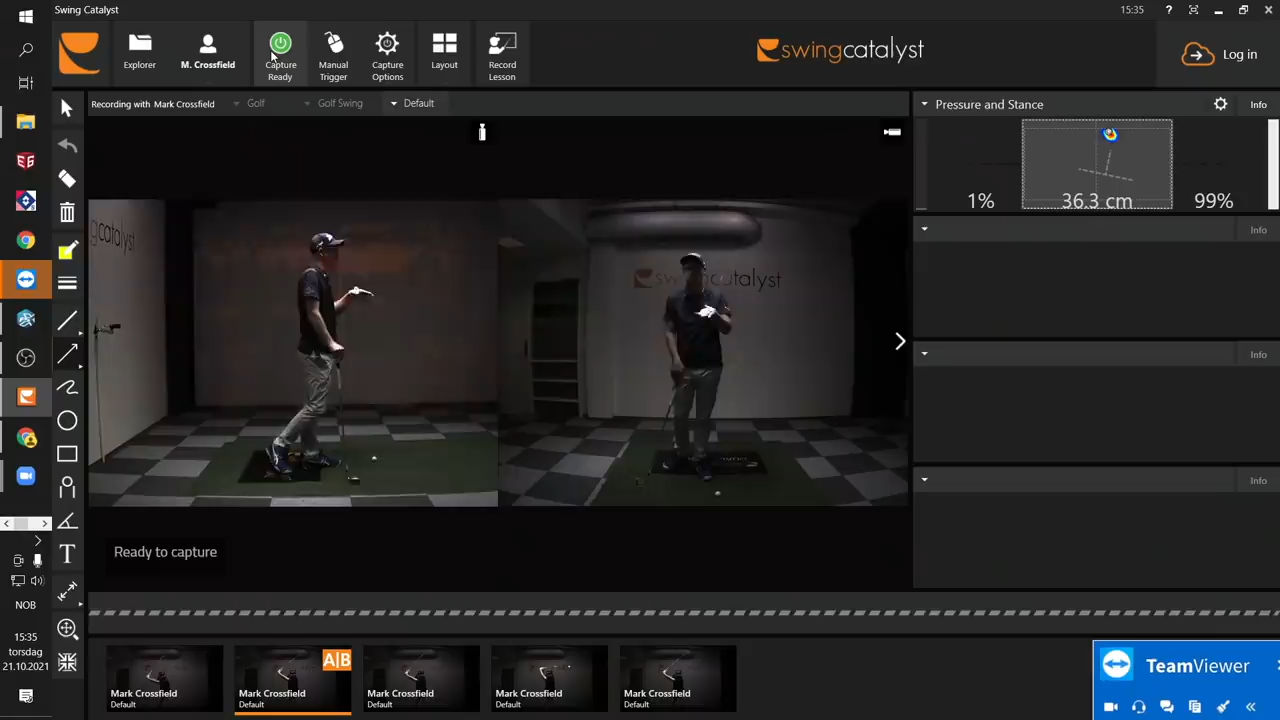 Swing Catalyst
15:35
Explorer
M. Crossfield
Capture
Ready
Manual
Trigger
Capture
Options
Layout
Record
Lesson
swingcatalyst
Log in
Recording with Mark Crossfield
Golf
Golf Swing
Default
Pressure and Stance
Info
1%
36.3 cm
99%
Info
Info
Info
gcatalyst
swingcatalyst
Ready to capture
T
NOB
15:35
torsdag
21.10.2021
A|B
Mark Crossfield
Default
Mark Crossfield
Default
Mark Crossfield
Default
Mark Crossfield
Default
Mark Crossfield
Default
TeamViewer